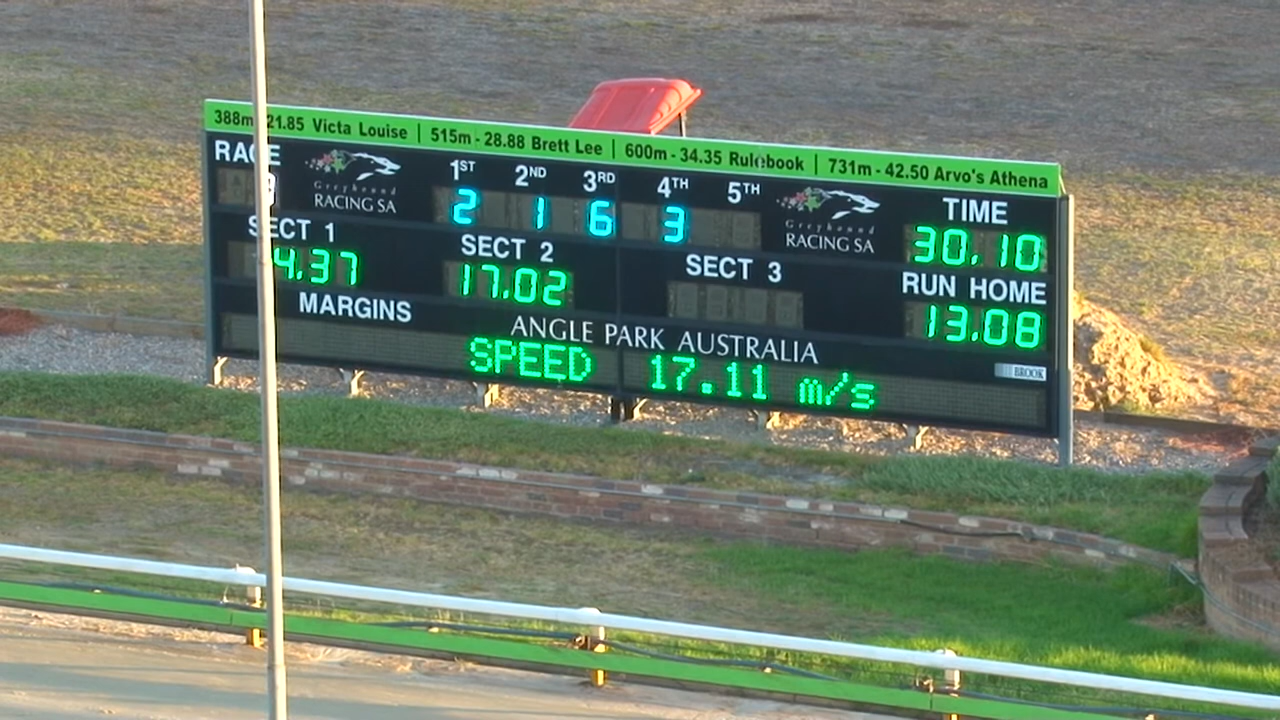 388m - 21.85 Victa Louise | 515m - 28.88 Brett Lee | 600m - 34.35 Rulebook | 731m - 42.50 Arvo's Athena
RACE
Greyhound
RACING SA
1ST 2ND 3RD 4TH 5TH
2 1 6 3
Greyhound
RACING SA
TIME
30.10
SECT 1
4.37
SECT 2
17.02
SECT 3
RUN HOME
13.08
MARGINS
ANGLE PARK AUSTRALIA
SPEED 17.11 m/s
BROOK